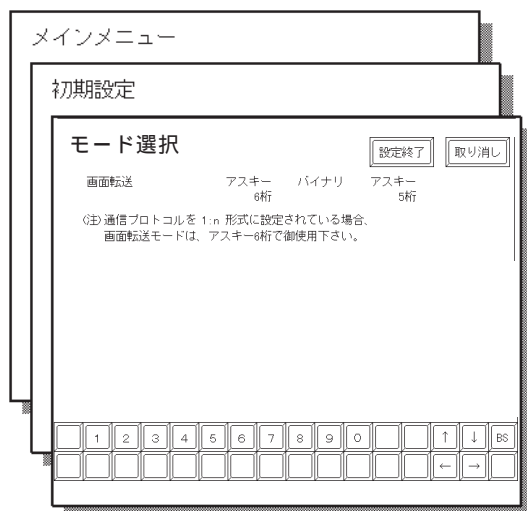 メインメニュー
初期設定
モード選択
設定終了 取り消し
画面転送 アスキー バイナリ アスキー
6桁 5桁
(注)通信プロトコルを 1:n 形式に設定されている場合、
画面転送モードは、アスキー6桁で御使用下さい。
1 2 3 4 5 6 7 8 9 0 ↑ ↓ BS
← →